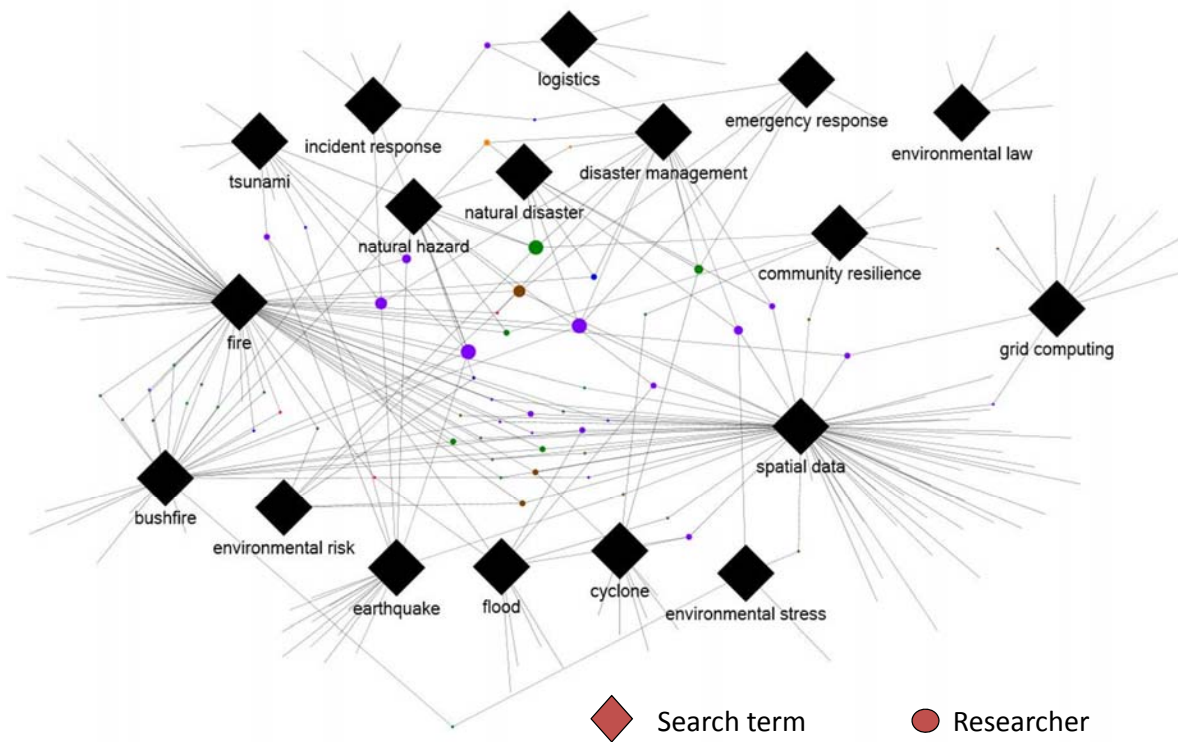 logistics
emergency response
incident response
environmental law
tsunami
disaster management
natural disaster
natural hazard
community resilience
fire
grid computing
spatial data
bushfire
environmental risk
earthquake
flood
cyclone
environmental stress
Search term
Researcher